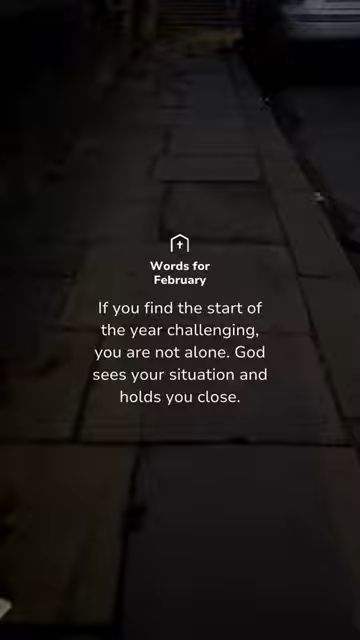 Words for
February
If you find the start of
the year challenging,
you are not alone. God
sees your situation and
holds you close.